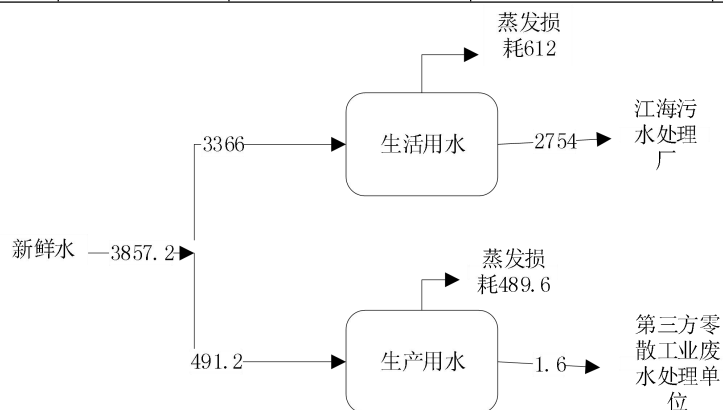 蒸发损
耗612
3366
生活用水
2754
江海污
水处理
厂
新鲜水
3857.2
蒸发损
耗489.6
491.2
生产用水
1.6
第三方零
散工业废
水处理单
位